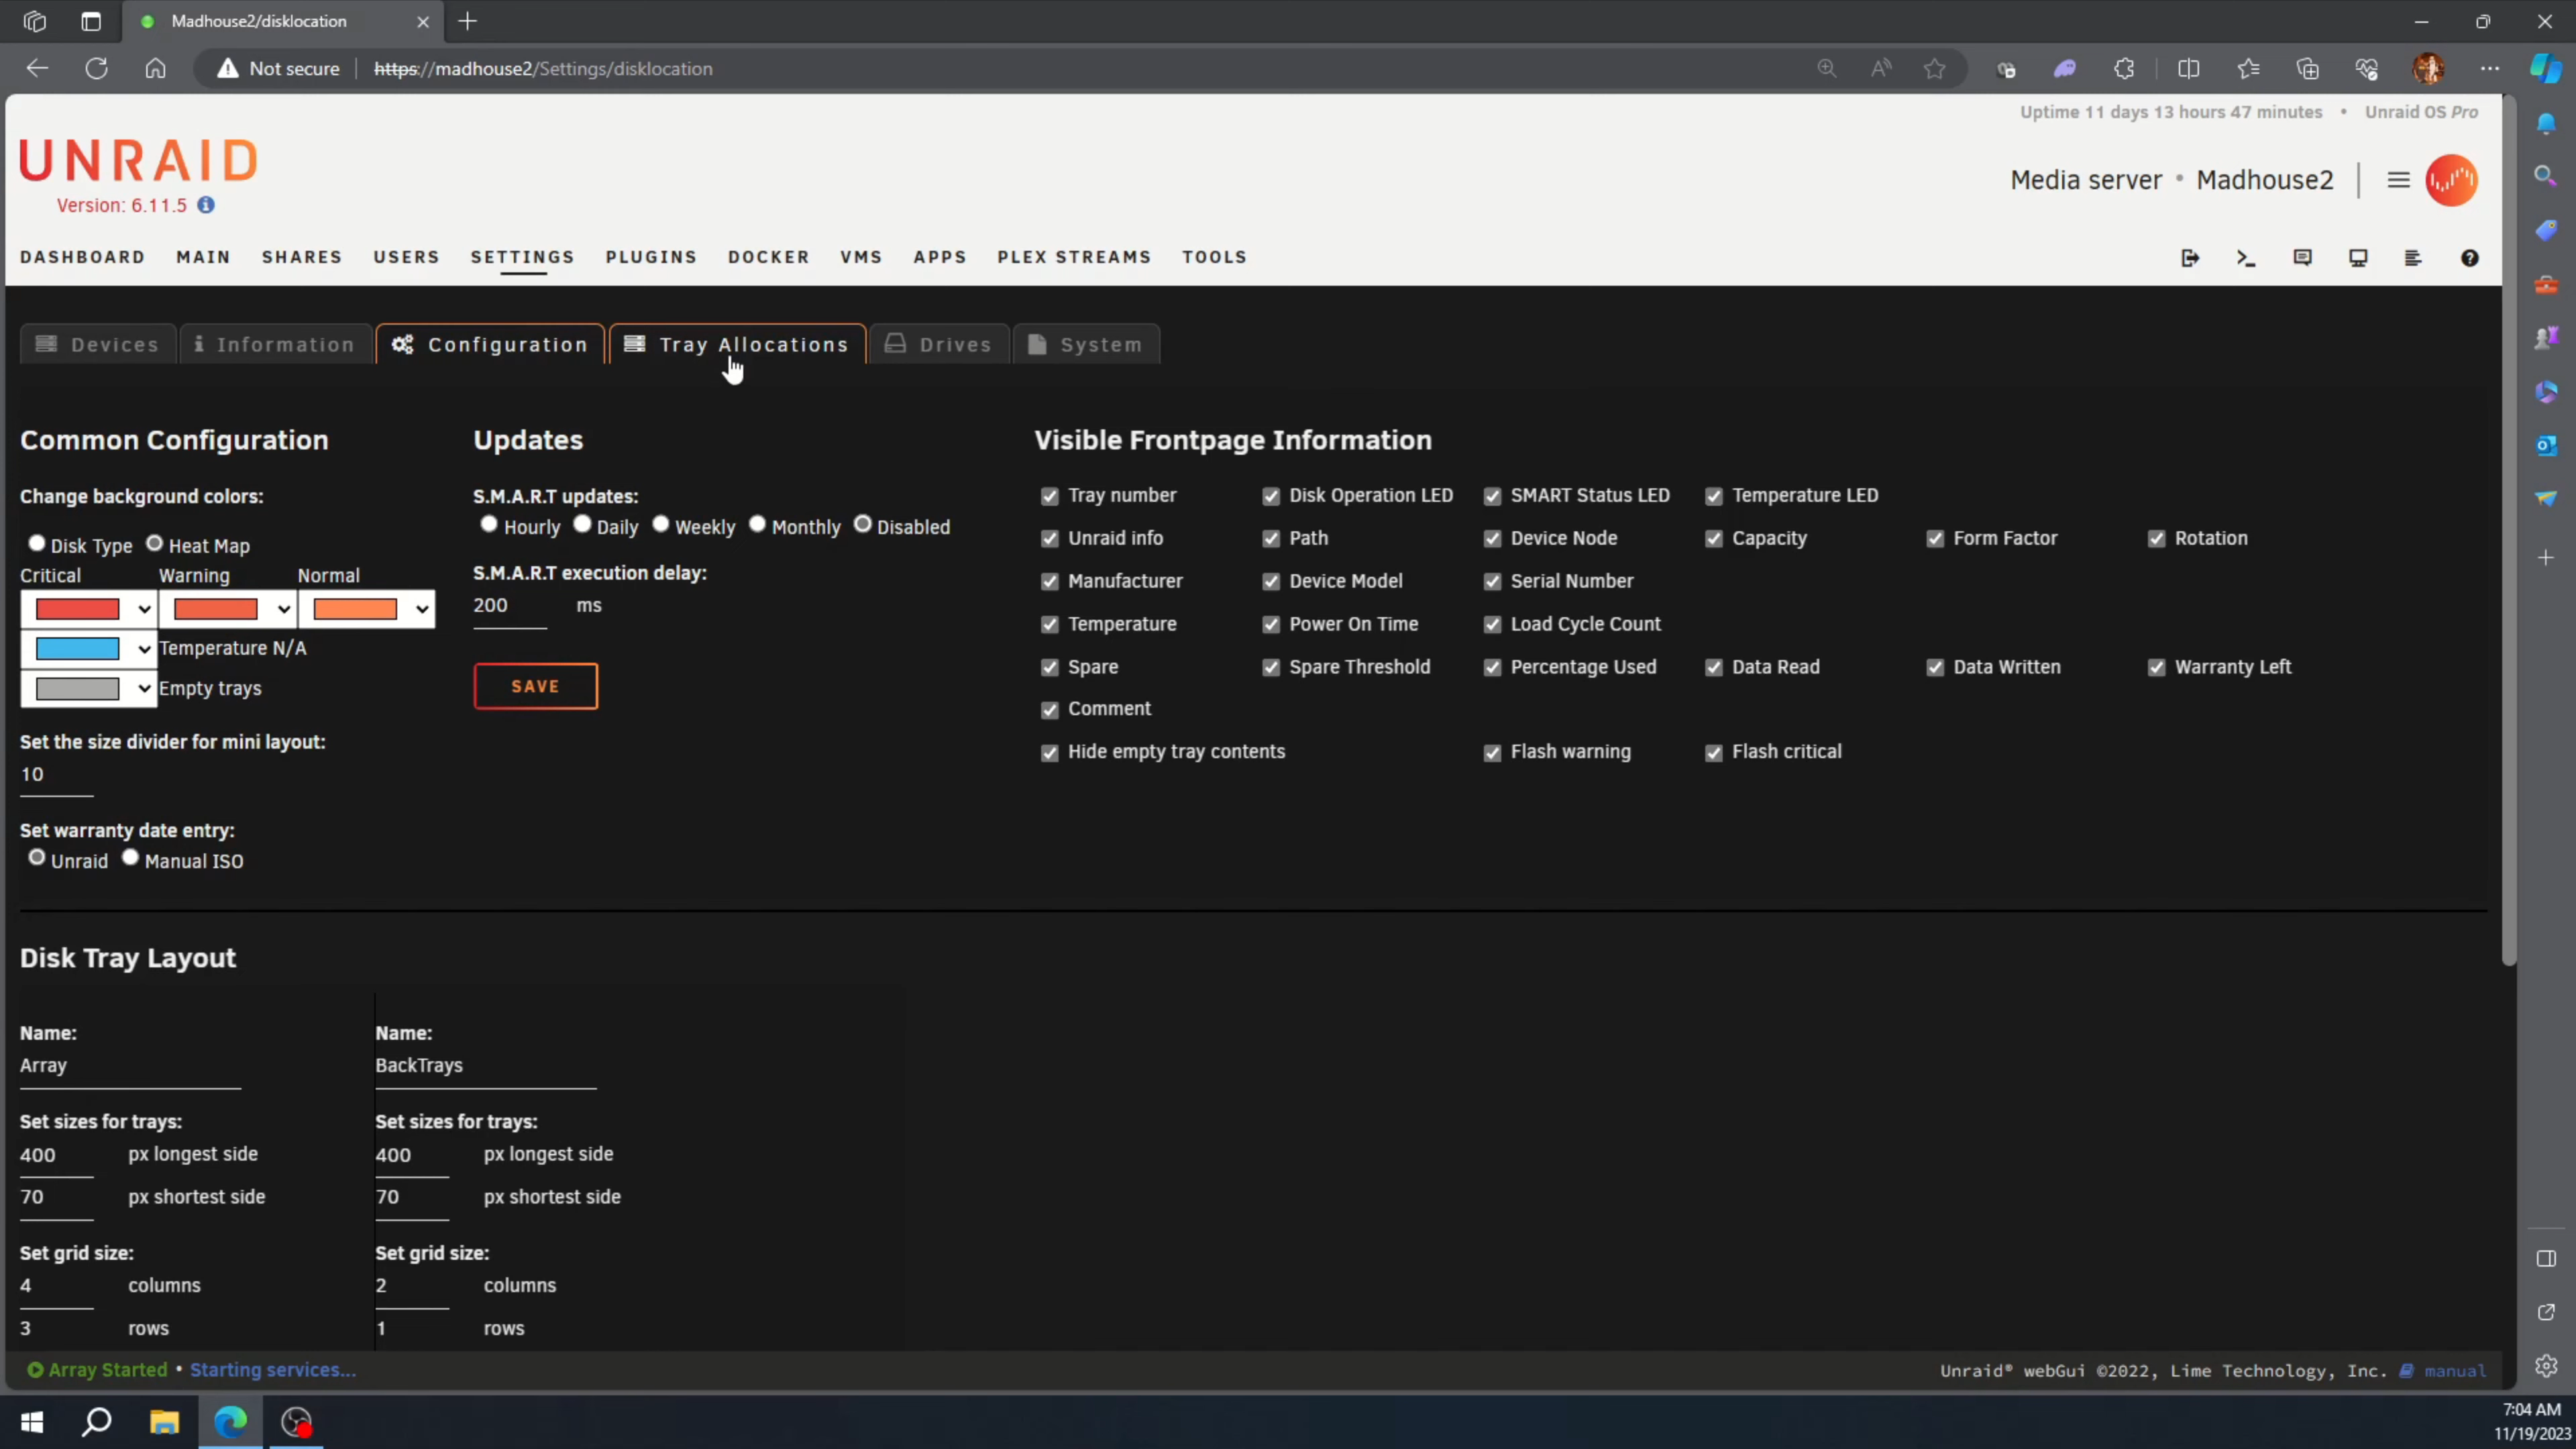 Madhouse2/disklocation
Not secure https://madhouse2/Settings/disklocation
Uptime 11 days 13 hours 47 minutes • Unraid OS Pro
UNRAID
Version: 6.11.5
Media server • Madhouse2
DASHBOARD MAIN SHARES USERS SETTINGS PLUGINS DOCKER VMS APPS PLEX STREAMS TOOLS
Devices Information Configuration Tray Allocations Drives System
Common Configuration
Change background colors:
Disk Type Heat Map
Critical Warning Normal
Temperature N/A
Empty trays
Set the size divider for mini layout:
10
Set warranty date entry:
Unraid Manual ISO
Updates
S.M.A.R.T updates:
Hourly Daily Weekly Monthly Disabled
S.M.A.R.T execution delay:
200 ms
SAVE
Visible Frontpage Information
Tray number Disk Operation LED SMART Status LED Temperature LED
Unraid info Path Device Node Capacity Form Factor Rotation
Manufacturer Device Model Serial Number
Temperature Power On Time Load Cycle Count
Spare Spare Threshold Percentage Used Data Read Data Written Warranty Left
Comment
Hide empty tray contents Flash warning Flash critical
Disk Tray Layout
Name:
Array
Set sizes for trays:
400 px longest side
70 px shortest side
Set grid size:
4 columns
3 rows
Name:
BackTrays
Set sizes for trays:
400 px longest side
70 px shortest side
Set grid size:
2 columns
1 rows
Array Started • Starting services...
Unraid® webGui ©2022, Lime Technology, Inc. manual
7:04 AM
11/19/2023